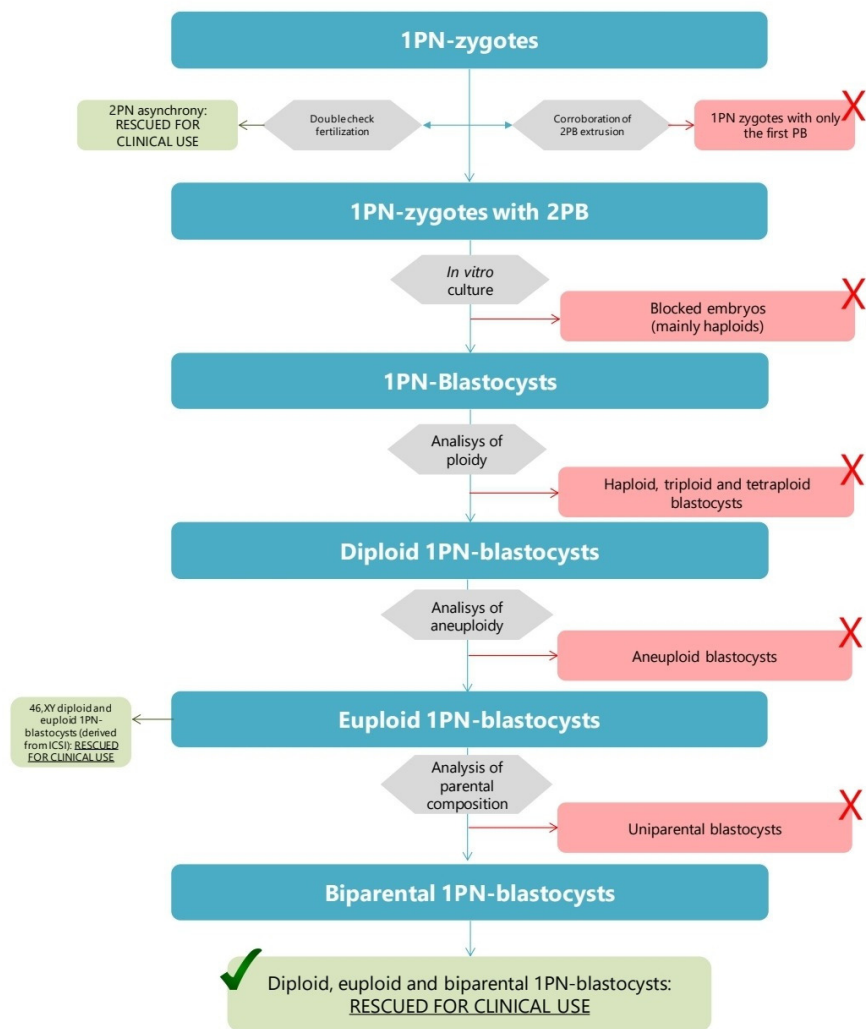 1PN-zygotes
2PN asynchrony:
RESCUED FOR
CLINICAL USE
Double check
fertilization
Corroboration of
2PB extrusion
1PN zygotes with only
the first PB
X
1PN-zygotes with 2PB
In vitro
culture
Blocked embryos
(mainly haploids)
X
1PN-Blastocysts
Analisys of
ploidy
Haploid, triploid and tetraploid
blastocysts
X
Diploid 1PN-blastocysts
Analisys of
aneuploidy
Aneuploid blastocysts
X
46,XY diploid and
euploid 1PN-
blastocysts (derived
from ICSI): RESCUED
FOR CLINICAL USE
Euploid 1PN-blastocysts
Analysis of
parental
composition
Uniparental blastocysts
X
Biparental 1PN-blastocysts
Diploid, euploid and biparental 1PN-blastocysts:
RESCUED FOR CLINICAL USE